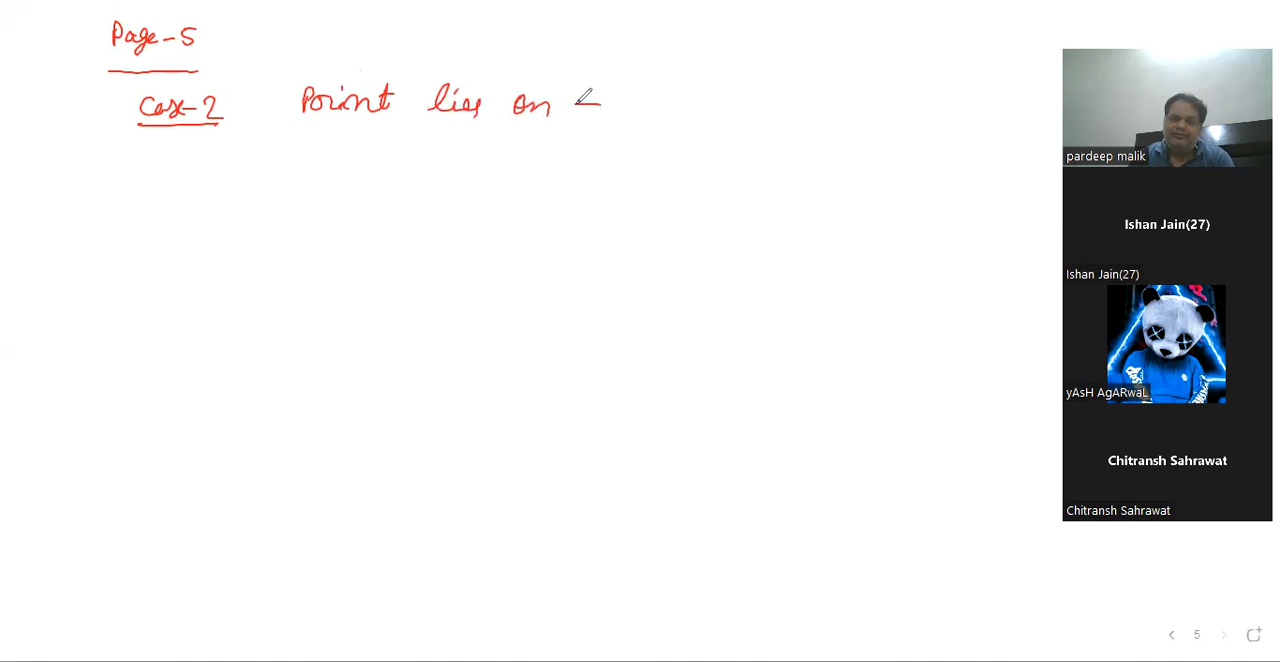 Page-5
Case-2 Point lies on
pardeep malik
Ishan Jain(27)
Ishan Jain(27)
yAsH AgARwaL
Chitransh Sahrawat
Chitransh Sahrawat
5